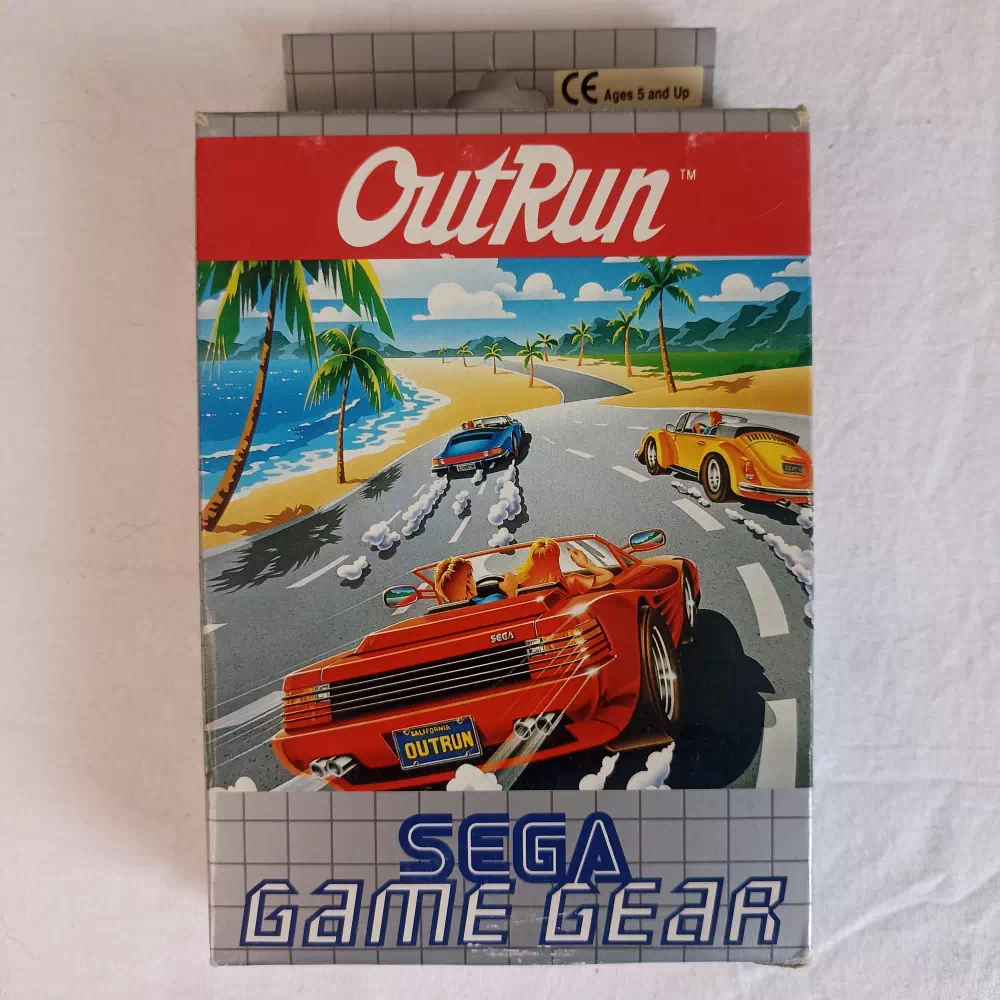 CE Ages 5 and Up
OutRun™
SEGA
CALIFORNIA
OUTRUN
SEGA
GAME GEAR